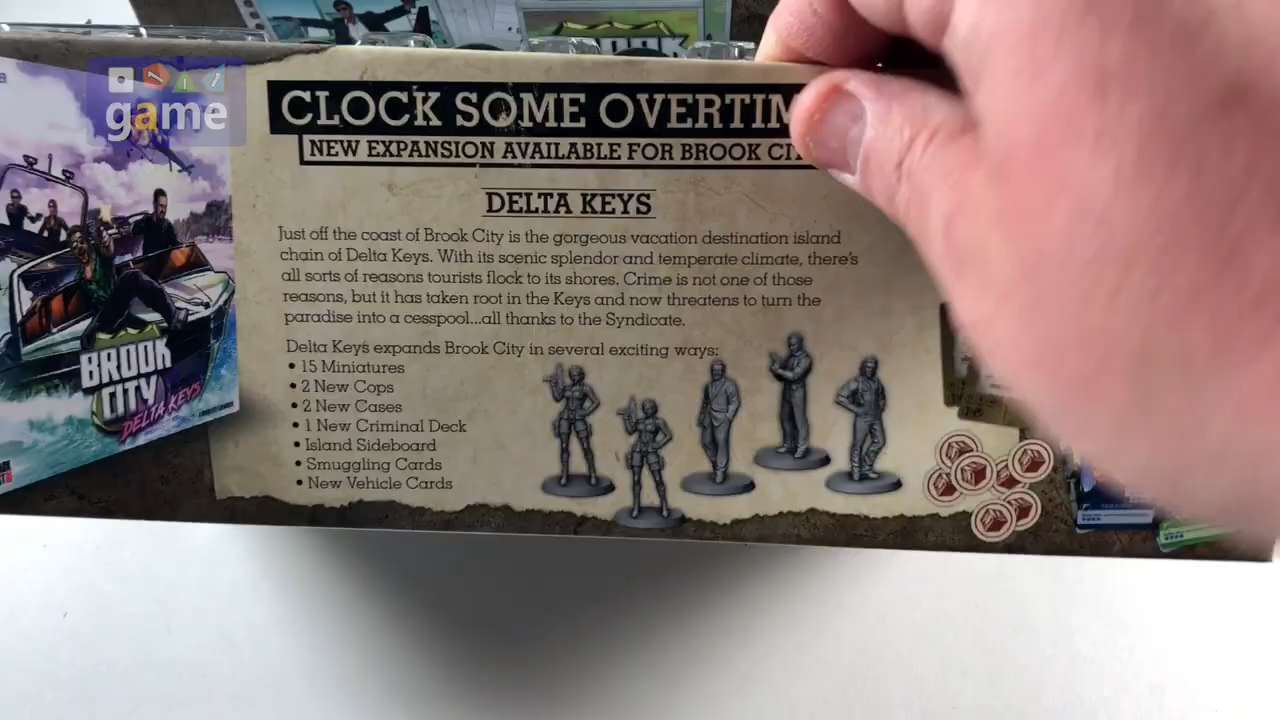 game
CLOCK SOME OVERTIM
NEW EXPANSION AVAILABLE FOR BROOK CIT
DELTA KEYS
Just off the coast of Brook City is the gorgeous vacation destination island
chain of Delta Keys. With its scenic splendor and temperate climate, there's
all sorts of reasons tourists flock to its shores. Crime is not one of those
reasons, but it has taken root in the Keys and now threatens to turn the
paradise into a cesspool...all thanks to the Syndicate.
Delta Keys expands Brook City in several exciting ways:
• 15 Miniatures
• 2 New Cops
• 2 New Cases
• 1 New Criminal Deck
• Island Sideboard
• Smuggling Cards
• New Vehicle Cards
BROOK
CITY
DELTA KEYS